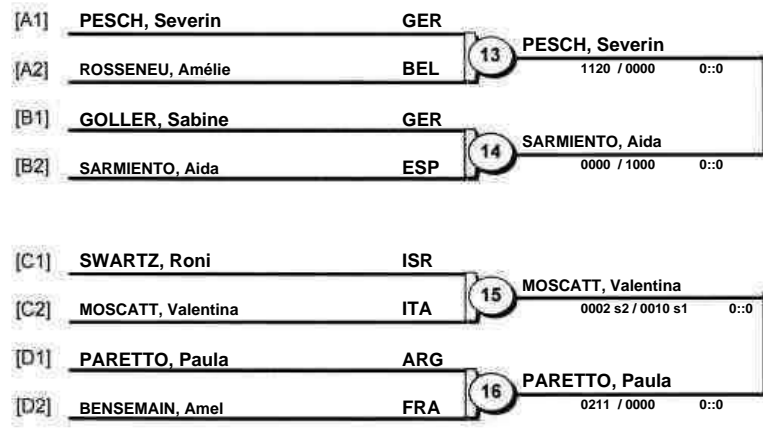 [A1] PESCH, Severin GER
13 PESCH, Severin
[A2] ROSSENEU, Amélie BEL
1120 / 0000 0::0
[B1] GOLLER, Sabine GER
14 SARMIENTO, Aida
[B2] SARMIENTO, Aida ESP
0000 / 1000 0::0
[C1] SWARTZ, Roni ISR
15 MOSCATT, Valentina
[C2] MOSCATT, Valentina ITA
0002 s2 / 0010 s1 0::0
[D1] PARETTO, Paula ARG
16 PARETTO, Paula
[D2] BENSEMAIN, Amel FRA
0211 / 0000 0::0